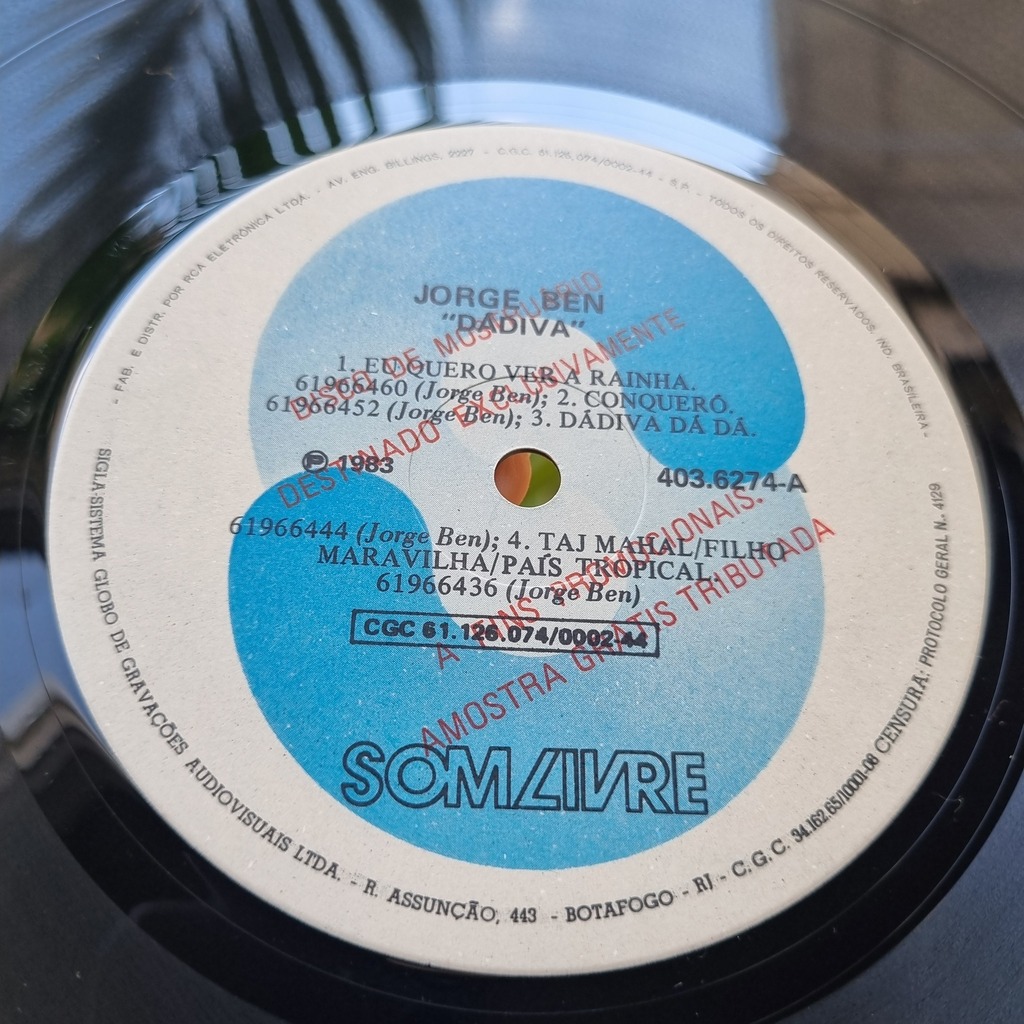 - FAB. E DISTR. POR RCA ELETRÔNICA LTDA. - AV. ENG. BILLINGS, 2227 - C.G.C. 61.126.074/0002-44 - S.P. - TODOS OS DIREITOS RESERVADOS. IND. BRASILEIRA -
JORGE BEN
"DÁDIVA"
DISCO DE MOSTRUÁRIO
DESTINADO EXCLUSIVAMENTE
1. EU QUERO VER A RAINHA.
61966460 (Jorge Ben); 2. CONQUERÓ.
61966452 (Jorge Ben); 3. DÁDIVA DÁ DÁ.
Ⓟ 1983
403.6274-A
61966444 (Jorge Ben); 4. TAJ MAHAL/FILHO
MARAVILHA/PAÍS TROPICAL.
61966436 (Jorge Ben)
A FINS PROMOCIONAIS.
AMOSTRA GRATIS TRIBUTADA
CGC 61.126.074/0002-44
SOM LIVRE
SIGLA-SISTEMA GLOBO DE GRAVAÇÕES AUDIOVISUAIS LTDA. - R. ASSUNÇÃO, 443 - BOTAFOGO - RJ - C.G.C. 34.162.65/0001-08 CENSURA: PROTOCOLO GERAL N.º 4129